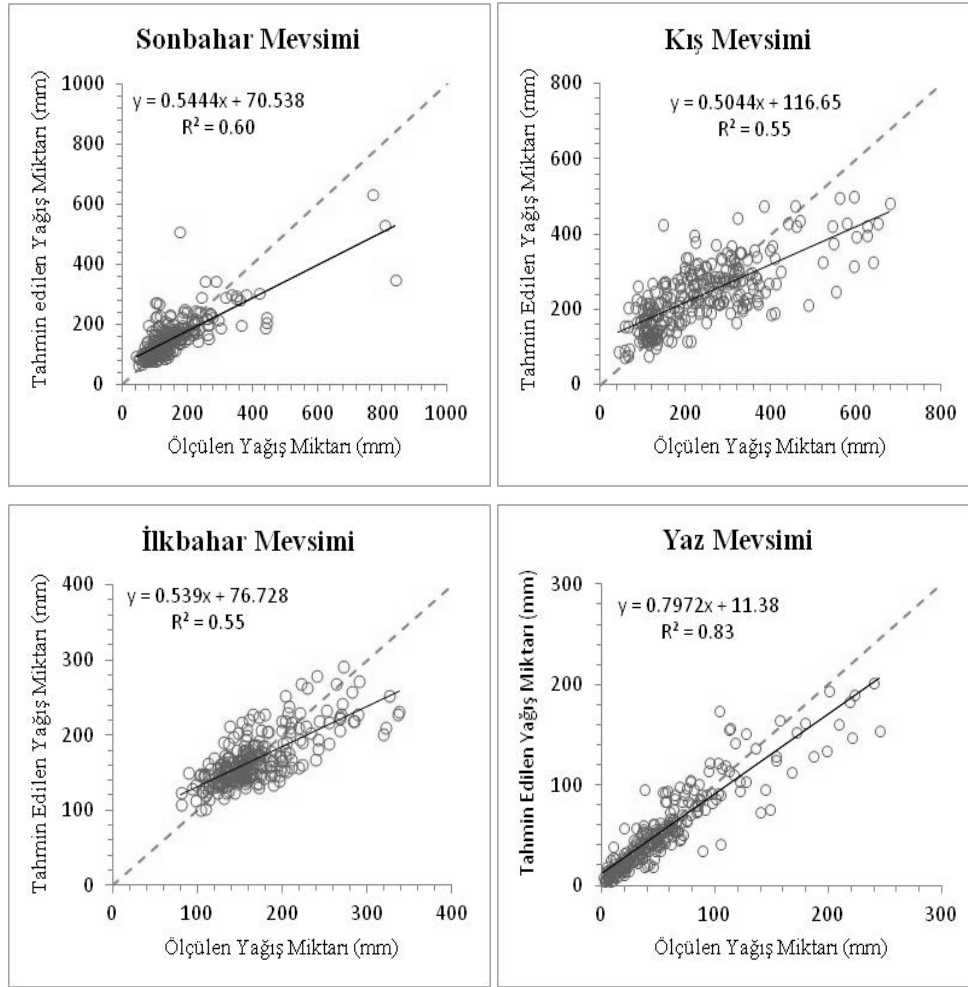 Sonbahar Mevsimi
y = 0.5444x + 70.538
R² = 0.60
Tahmin edilen Yağış Miktarı (mm)
1000
800
600
400
200
0
0 200 400 600 800 1000
Ölçülen Yağış Miktarı (mm)
Kış Mevsimi
y = 0.5044x + 116.65
R² = 0.55
Tahmin Edilen Yağış Miktarı (mm)
800
600
400
200
0
0 200 400 600 800
Ölçülen Yağış Miktarı (mm)
İlkbahar Mevsimi
y = 0.539x + 76.728
R² = 0.55
Tahmin Edilen Yağış Miktarı (mm)
400
300
200
100
0
0 100 200 300 400
Ölçülen Yağış Miktarı (mm)
Yaz Mevsimi
y = 0.7972x + 11.38
R² = 0.83
Tahmin Edilen Yağış Miktarı (mm)
300
200
100
0
0 100 200 300
Ölçülen Yağış Miktarı (mm)